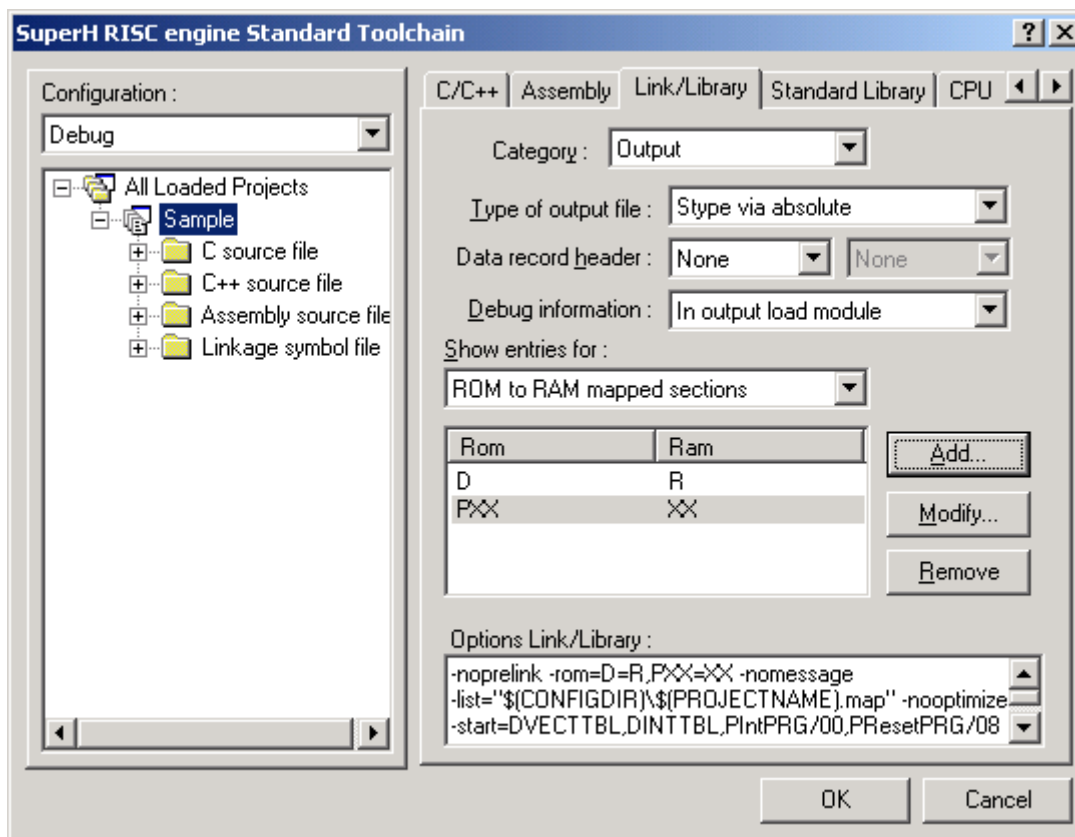 SuperH RISC engine Standard Toolchain
Configuration :
Debug
All Loaded Projects
Sample
C source file
C++ source file
Assembly source file
Linkage symbol file
C/C++ Assembly Link/Library Standard Library CPU
Category : Output
Type of output file : Stype via absolute
Data record header : None None
Debug information : In output load module
Show entries for :
ROM to RAM mapped sections
Rom Ram
D R
PXX XX
Add...
Modify...
Remove
Options Link/Library :
-noprelink -rom=D=R,PXX=XX -nomessage
-list="$(CONFIGDIR)\$(PROJECTNAME).map" -nooptimize
-start=DVECTTBL,DINTTBL,PIntPRG/00,PResetPRG/08
OK Cancel